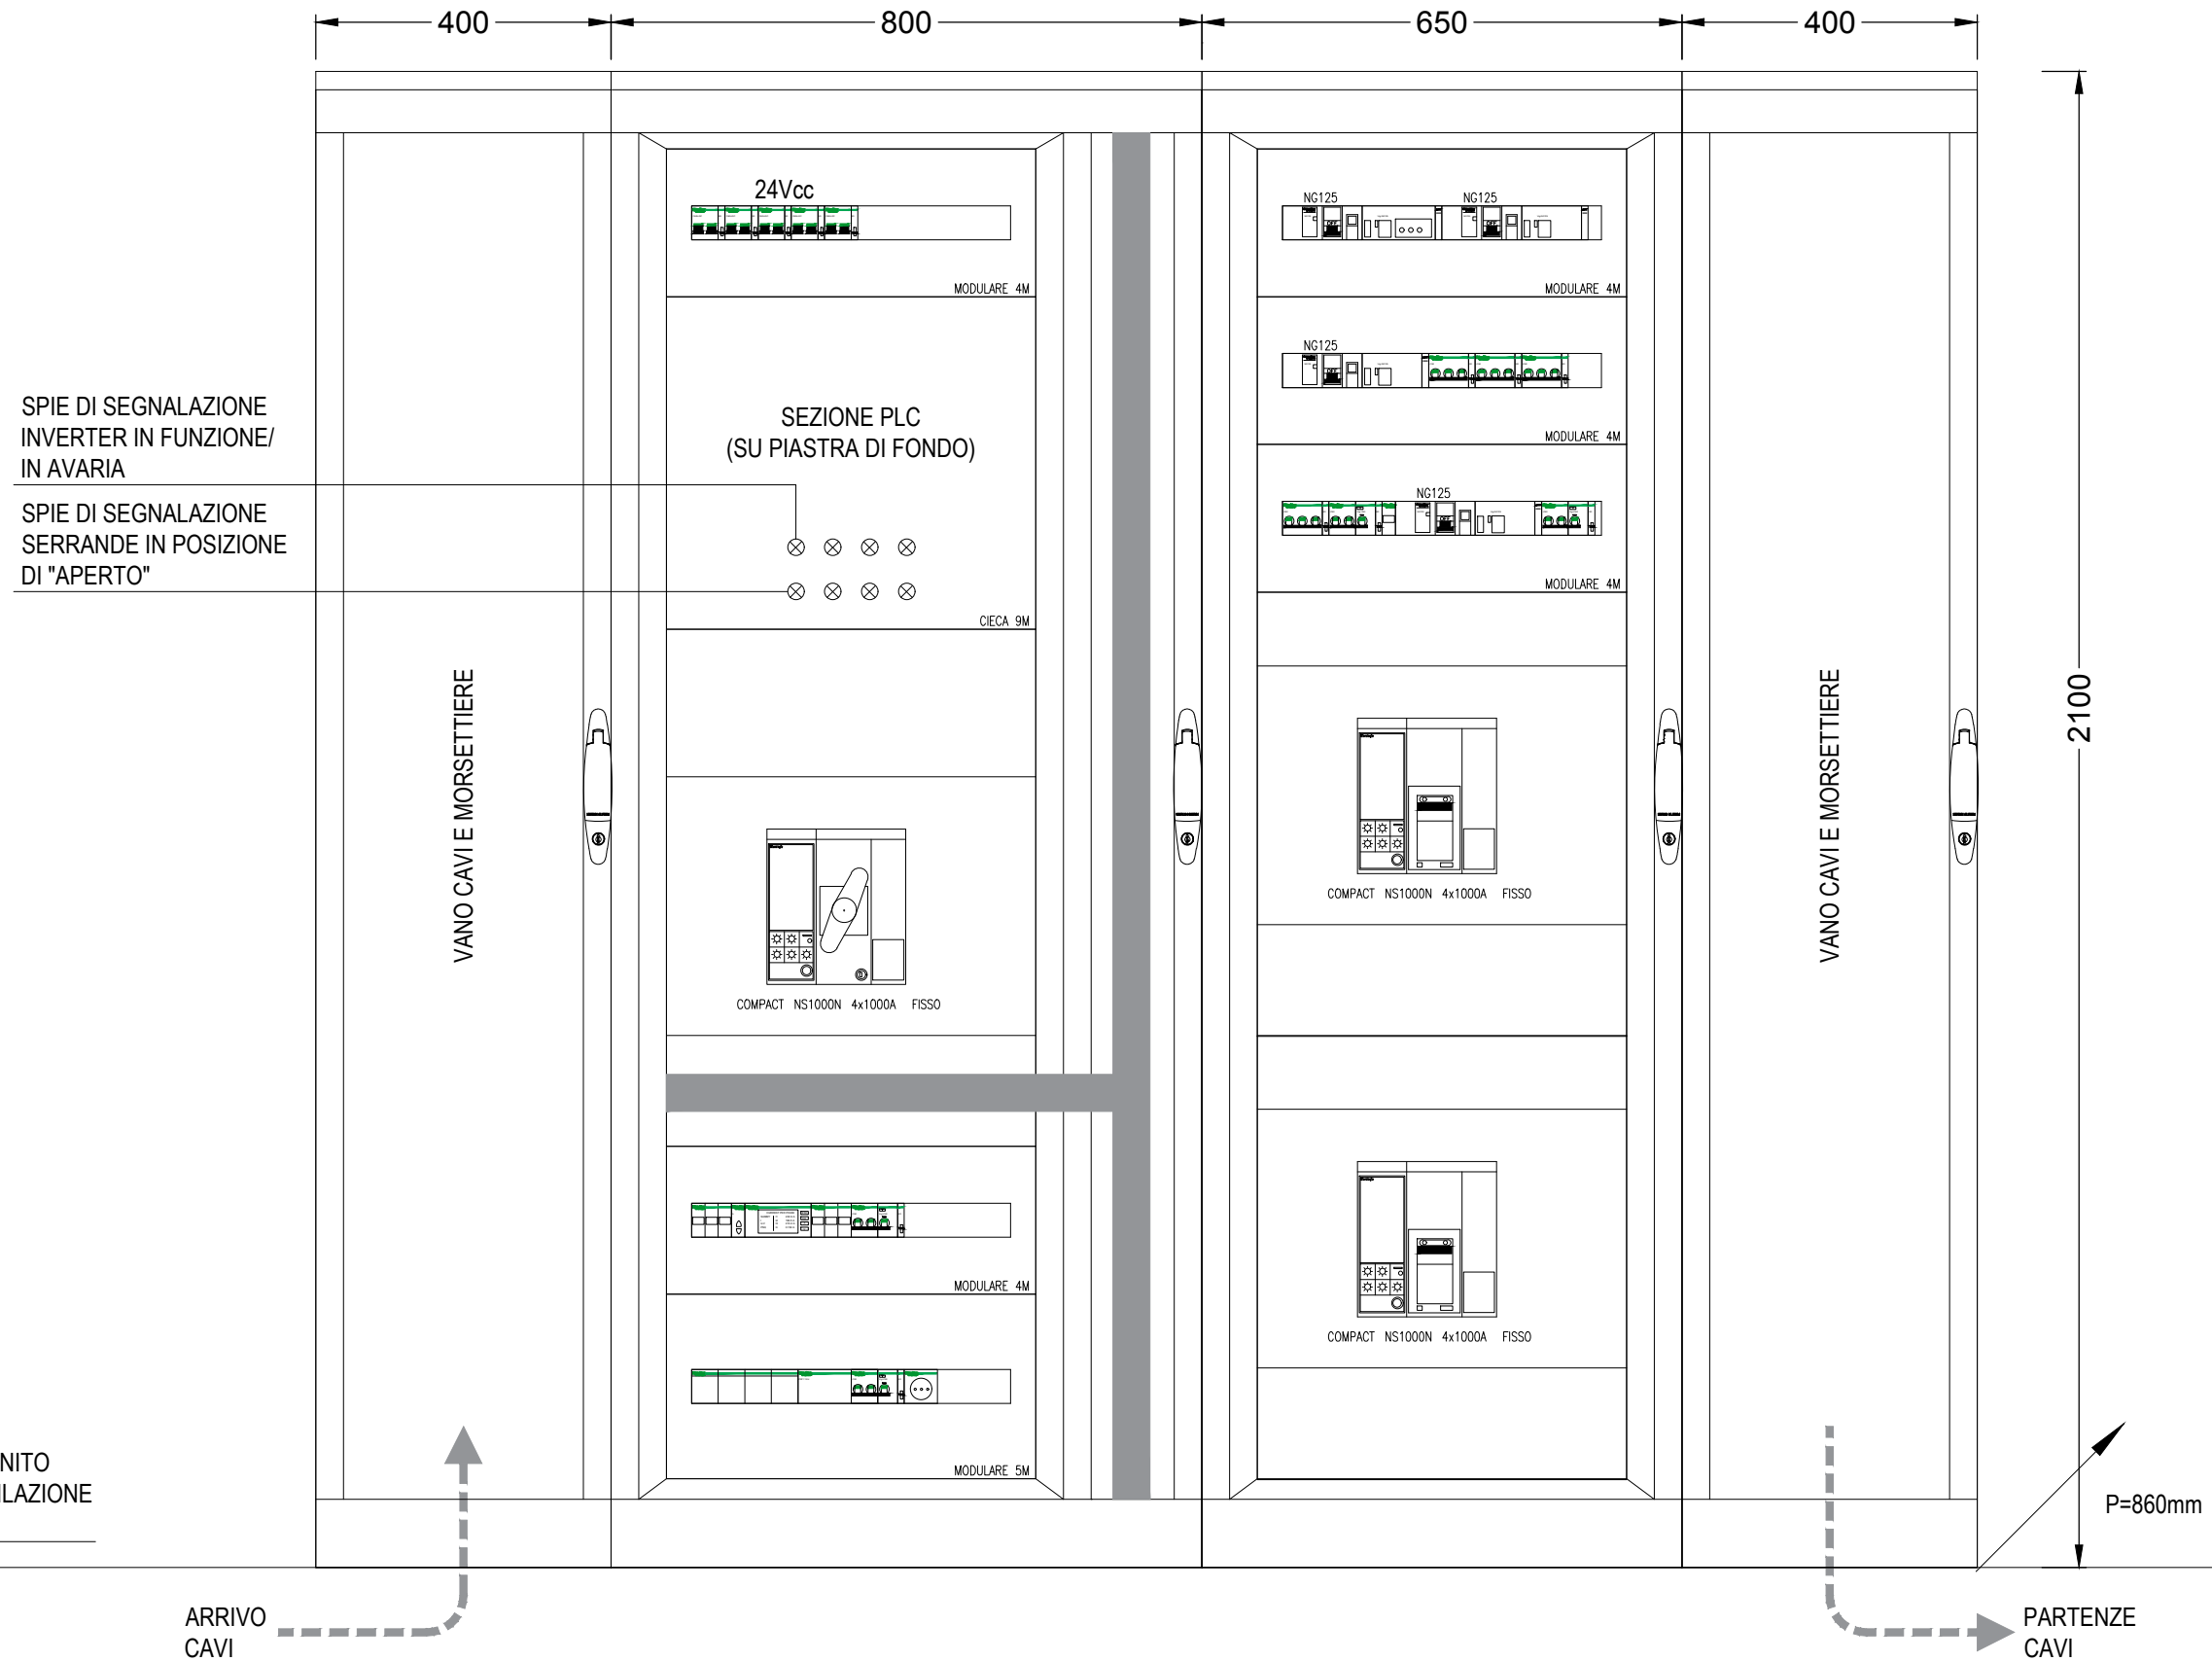 400
800
650
400
24Vcc
MODULARE 4M
NG125
NG125
MODULARE 4M
NG125
MODULARE 4M
NG125
MODULARE 4M
SPIE DI SEGNALAZIONE
INVERTER IN FUNZIONE/
IN AVARIA
SPIE DI SEGNALAZIONE
SERRANDE IN POSIZIONE
DI "APERTO"
SEZIONE PLC
(SU PIASTRA DI FONDO)
CIECA 9M
VANO CAVI E MORSETTIERE
COMPACT NS1000N 4x1000A FISSO
COMPACT NS1000N 4x1000A FISSO
VANO CAVI E MORSETTIERE
2100
MODULARE 4M
COMPACT NS1000N 4x1000A FISSO
MODULARE 5M
NITO
LAZIONE
P=860mm
ARRIVO
CAVI
PARTENZE
CAVI